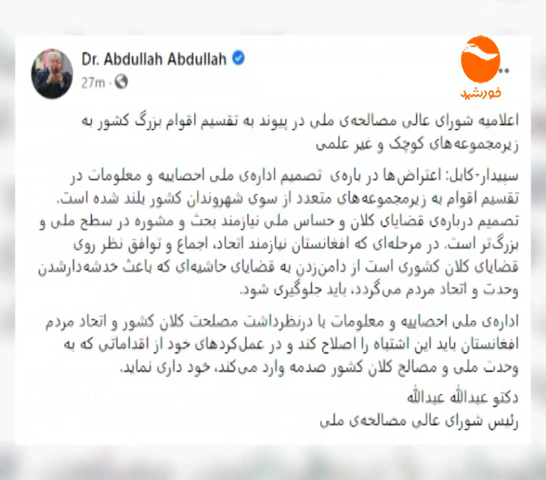 Dr. Abdullah Abdullah
27m
خورشید
اعلامیه شورای عالی مصالحه‌ی ملی در پیوند به تقسیم اقوام بزرگ کشور به
زیرمجموعه‌های کوچک و غیر علمی
سپیدار-کابل: اعتراض‌ها در باره‌ی تصمیم اداره‌ی ملی احصاییه و معلومات در
تقسیم اقوام به زیرمجموعه‌های متعدد از سوی شهروندان کشور بلند شده است.
تصمیم درباره‌ی قضایای کلان و حساس ملی نیازمند بحث و مشوره در سطح ملی و
بزرگ‌تر است. در مرحله‌ای که افغانستان نیازمند اتحاد، اجماع و توافق نظر روی
قضایای کلان کشوری است از دامن‌زدن به قضایای حاشیه‌ای که باعث خدشه‌دارشدن
وحدت و اتحاد مردم می‌گردد، باید جلوگیری شود.
اداره‌ی ملی احصاییه و معلومات با درنظرداشت مصلحت کلان کشور و اتحاد مردم
افغانستان باید این اشتباه را اصلاح کند و در عمل‌کردهای خود از اقداماتی که به
وحدت ملی و مصالح کلان کشور صدمه وارد می‌کند، خود داری نماید.
دکتو عبدالله عبدالله
رئیس شورای عالی مصالحه‌ی ملی